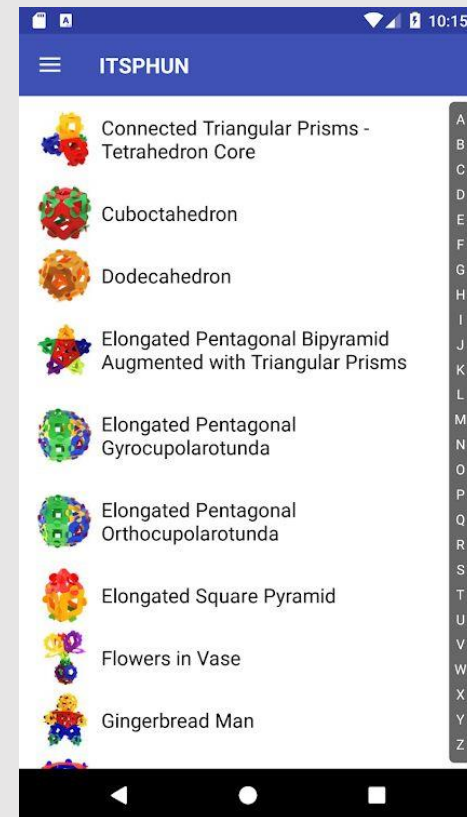 A
10:15
ITSPHUN
Connected Triangular Prisms -
Tetrahedron Core
Cuboctahedron
Dodecahedron
Elongated Pentagonal Bipyramid
Augmented with Triangular Prisms
Elongated Pentagonal
Gyrocupolarotunda
Elongated Pentagonal
Orthocupolarotunda
Elongated Square Pyramid
Flowers in Vase
Gingerbread Man
A
B
C
D
E
F
G
H
I
J
K
L
M
N
O
P
Q
R
S
T
U
V
W
X
Y
Z